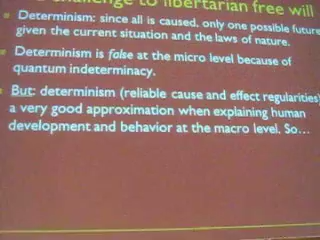 challenge to libertarian free will
Determinism: since all is caused, only one possible future
given the current situation and the laws of nature.
Determinism is false at the micro level because of
quantum indeterminacy.
But: determinism (reliable cause and effect regularities)
a very good approximation when explaining human
development and behavior at the macro level. So...